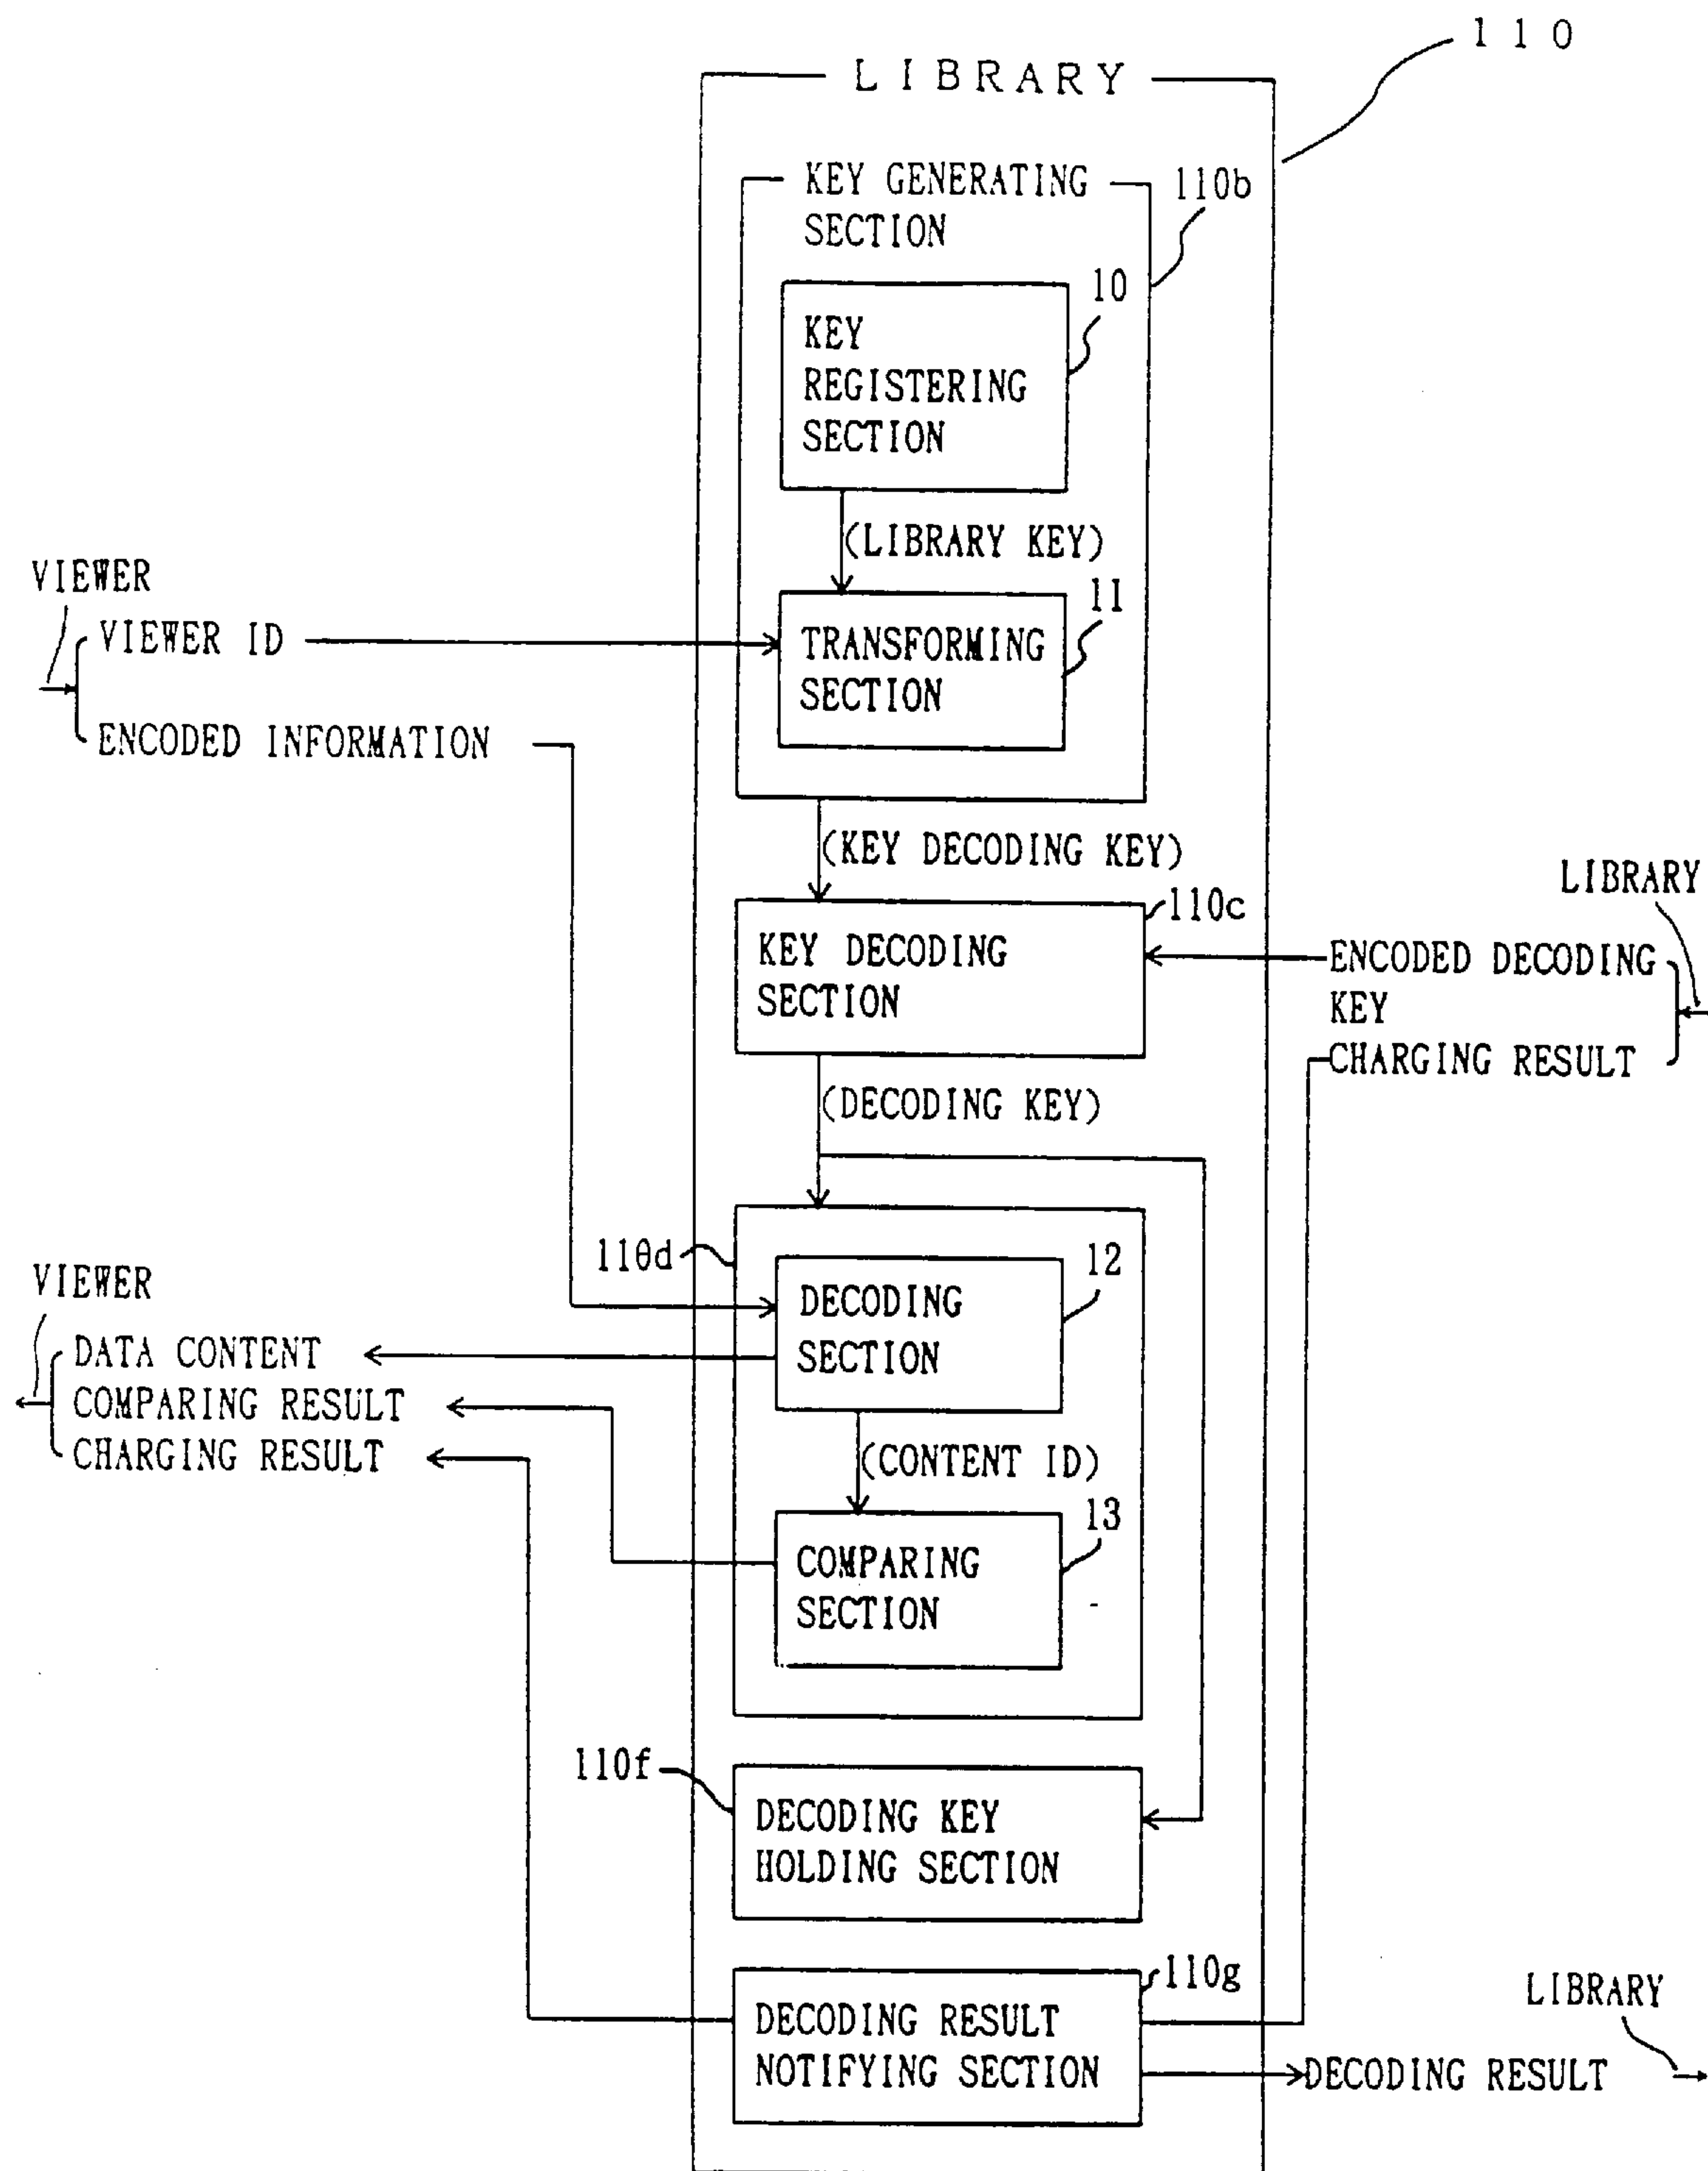 110
LIBRARY
KEY GENERATING
SECTION
110b
10
KEY
REGISTERING
SECTION
(LIBRARY KEY)
VIEWER
VIEWER ID
ENCODED INFORMATION
11
TRANSFORMING
SECTION
(KEY DECODING KEY)
110c
KEY DECODING
SECTION
LIBRARY
ENCODED DECODING
KEY
CHARGING RESULT
(DECODING KEY)
110d
12
DECODING
SECTION
VIEWER
DATA CONTENT
COMPARING RESULT
CHARGING RESULT
(CONTENT ID)
13
COMPARING
SECTION
110f
DECODING KEY
HOLDING SECTION
110g
DECODING RESULT
NOTIFYING SECTION
LIBRARY
DECODING RESULT